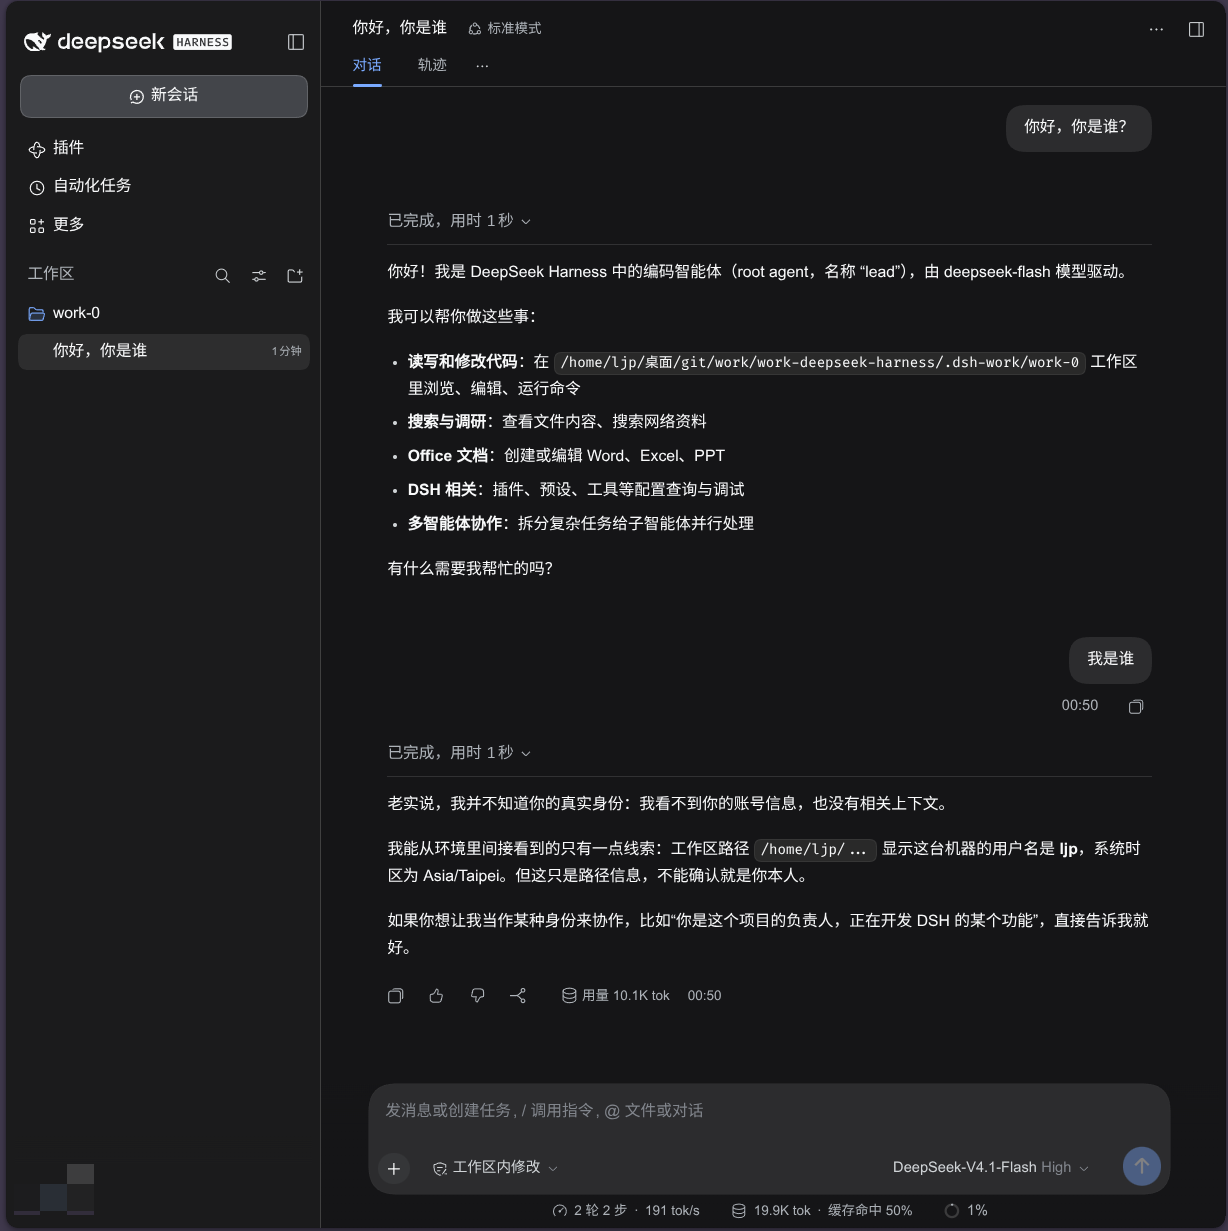 deepseek HARNESS
新会话
插件
自动化任务
更多
工作区
work-0
你好，你是谁
1 分钟
你好，你是谁 标准模式
对话 轨迹 ...
你好，你是谁？
已完成，用时 1 秒
你好！我是 DeepSeek Harness 中的编码智能体（root agent，名称 “lead”），由 deepseek-flash 模型驱动。
我可以帮你做这些事：
• 读写和修改代码：在 /home/ljp/桌面/git/work/work-deepseek-harness/.dsh-work/work-0 工作区
里浏览、编辑、运行命令
• 搜索与调研：查看文件内容、搜索网络资料
• Office 文档：创建或编辑 Word、Excel、PPT
• DSH 相关：插件、预设、工具等配置查询与调试
• 多智能体协作：拆分复杂任务给子智能体并行处理
有什么需要我帮忙的吗？
我是谁
00:50
已完成，用时 1 秒
老实说，我并不知道你的真实身份：我看不到你的账号信息，也没有相关上下文。
我能从环境里间接看到的只有一点线索：工作区路径 /home/ljp/... 显示这台机器的用户名是 ljp，系统时
区为 Asia/Taipei。但这只是路径信息，不能确认就是你本人。
如果你想让我当作某种身份来协作，比如“你是这个项目的负责人，正在开发 DSH 的某个功能”，直接告诉我就
好。
用量 10.1K tok 00:50
发消息或创建任务, / 调用指令, @ 文件或对话
工作区内修改
DeepSeek-V4.1-Flash High
2 轮 2 步 · 191 tok/s 19.9K tok · 缓存命中 50% 1%